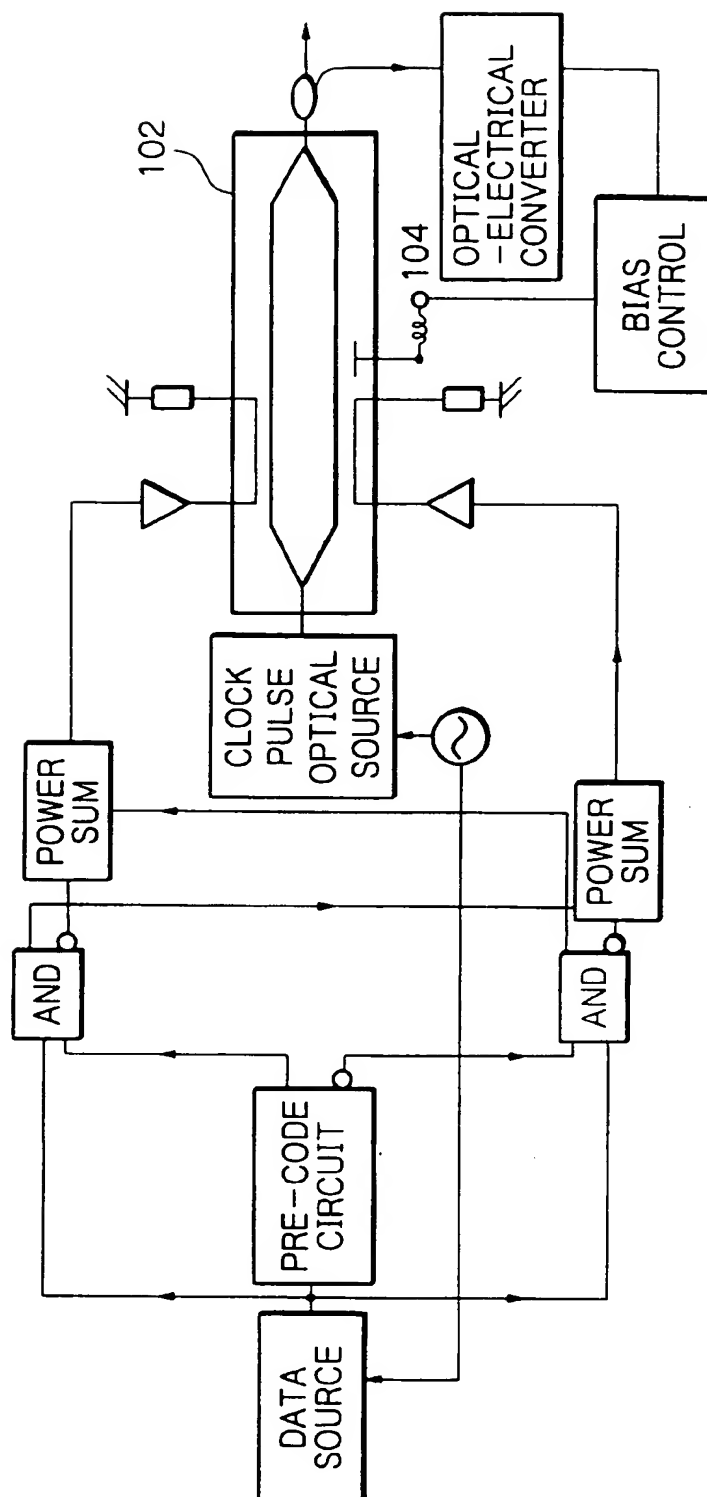 DATA
SOURCE
PRE-CODE
CIRCUIT
AND
AND
POWER
SUM
POWER
SUM
CLOCK
PULSE
OPTICAL
SOURCE
102
104
OPTICAL
-ELECTRICAL
CONVERTER
BIAS
CONTROL